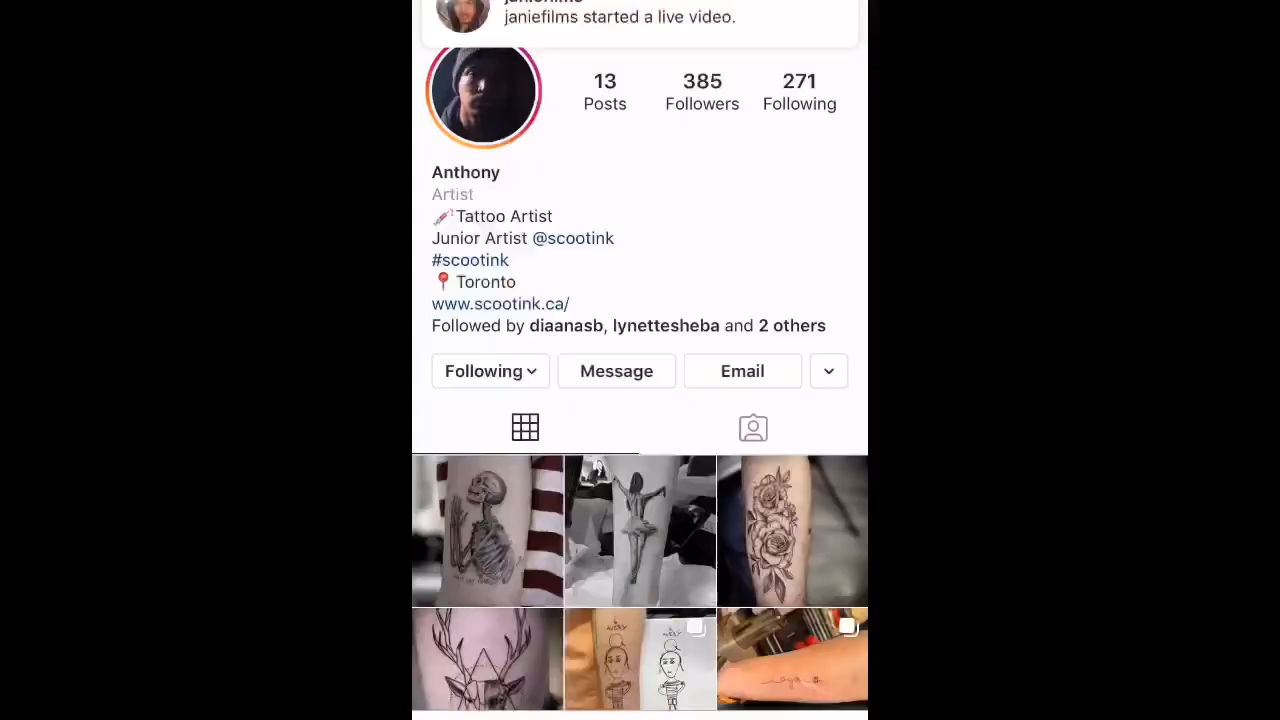 janiefilms started a live video.
13
385
271
Posts
Followers
Following
Anthony
Artist
💉Tattoo Artist
Junior Artist @scootink
#scootink
📍Toronto
www.scootink.ca/
Followed by diaanasb, lynettesheba and 2 others
Following
Message
Email